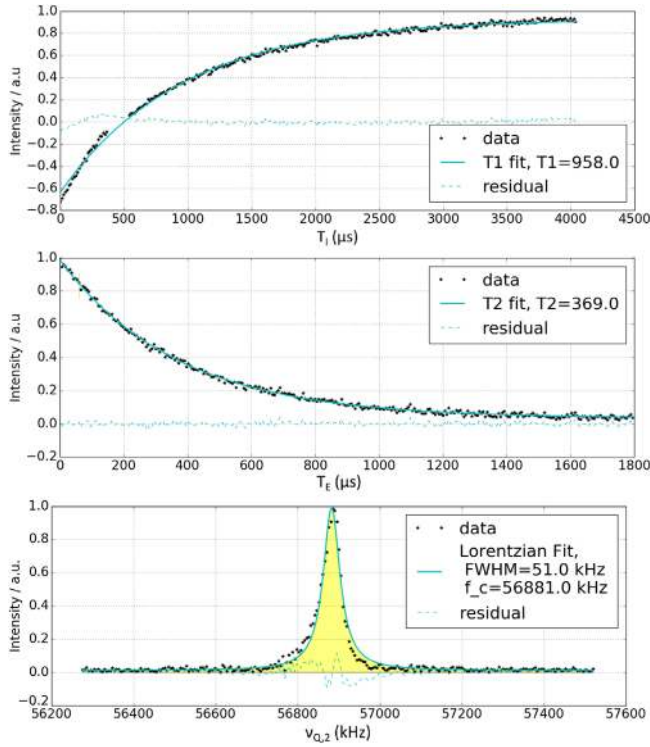 1.0
0.8
0.6
0.4
0.2
0.0
−0.2
−0.4
−0.6
−0.8
Intensity / a.u
data
T1 fit, T1=958.0
residual
0 500 1000 1500 2000 2500 3000 3500 4000 4500
T_I (µs)
1.0
0.8
0.6
0.4
0.2
0.0
−0.2
Intensity / a.u
data
T2 fit, T2=369.0
residual
0 200 400 600 800 1000 1200 1400 1600 1800
T_E (µs)
1.0
0.8
0.6
0.4
0.2
0.0
−0.2
Intensity / a.u.
data
Lorentzian Fit,
FWHM=51.0 kHz
f_c=56881.0 kHz
residual
56200 56400 56600 56800 57000 57200 57400 57600
ν_Q,2 (kHz)